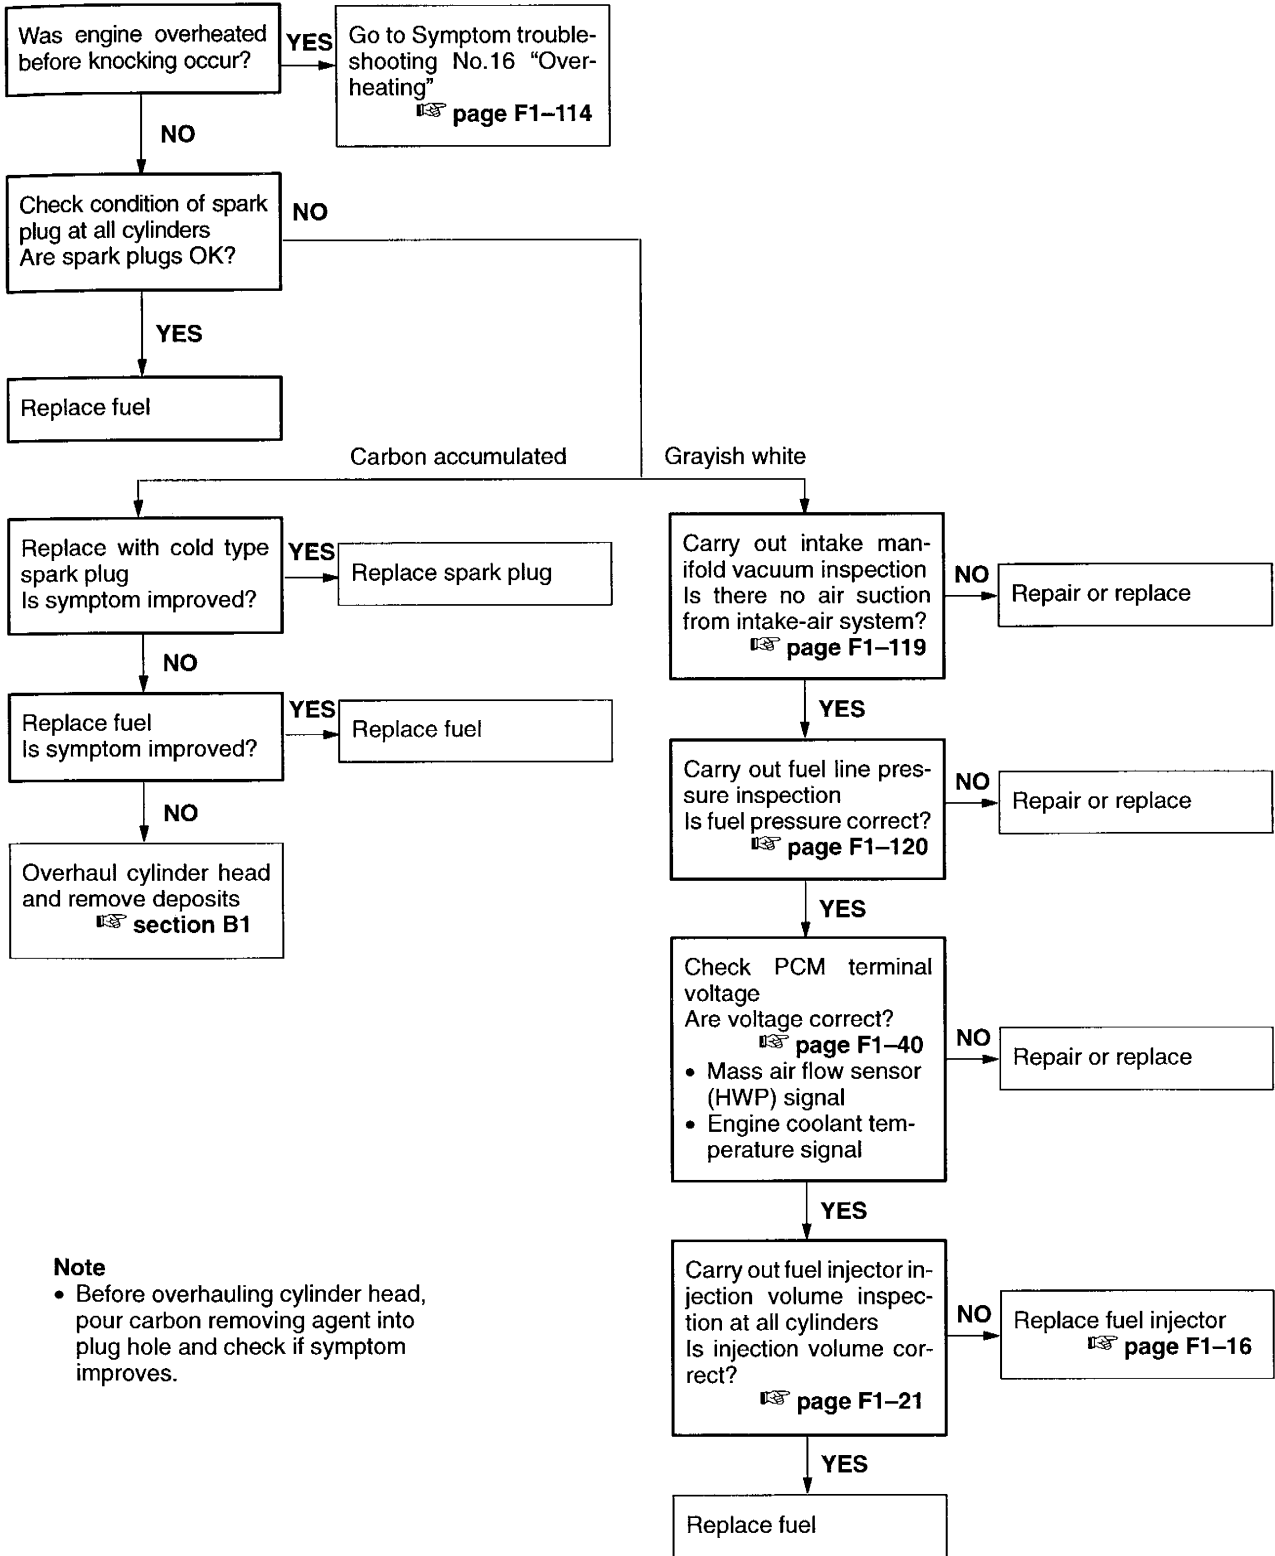 Was engine overheated
before knocking occur?
YES
Go to Symptom trouble-
shooting No.16 “Over-
heating”
☞ page F1–114
NO
Check condition of spark
plug at all cylinders
Are spark plugs OK?
NO
YES
Replace fuel
Carbon accumulated
Grayish white
Replace with cold type
spark plug
Is symptom improved?
YES
Replace spark plug
NO
Replace fuel
Is symptom improved?
YES
Replace fuel
NO
Overhaul cylinder head
and remove deposits
☞ section B1
Carry out intake man-
ifold vacuum inspection
Is there no air suction
from intake-air system?
☞ page F1–119
NO
Repair or replace
YES
Carry out fuel line pres-
sure inspection
Is fuel pressure correct?
☞ page F1–120
NO
Repair or replace
YES
Check PCM terminal
voltage
Are voltage correct?
☞ page F1–40
• Mass air flow sensor
(HWP) signal
• Engine coolant tem-
perature signal
NO
Repair or replace
YES
Carry out fuel injector in-
jection volume inspec-
tion at all cylinders
Is injection volume cor-
rect?
☞ page F1–21
NO
Replace fuel injector
☞ page F1–16
YES
Replace fuel
Note
• Before overhauling cylinder head,
pour carbon removing agent into
plug hole and check if symptom
improves.